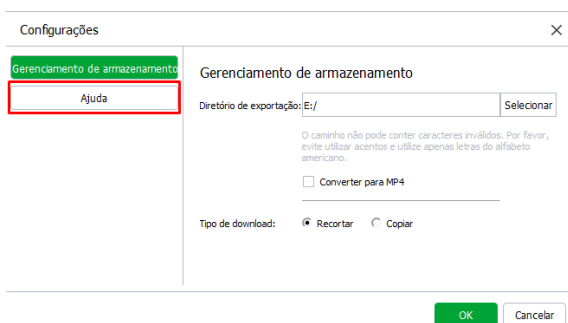 Configurações
Gerenciamento de armazenamento
Ajuda
Gerenciamento de armazenamento
Diretório de exportação: E:/ Selecionar
O caminho não pode conter caracteres inválidos. Por favor,
evite utilizar acentos e utilize apenas letras do alfabeto
americano.
Converter para MP4
Tipo de download: Recortar Copiar
OK Cancelar